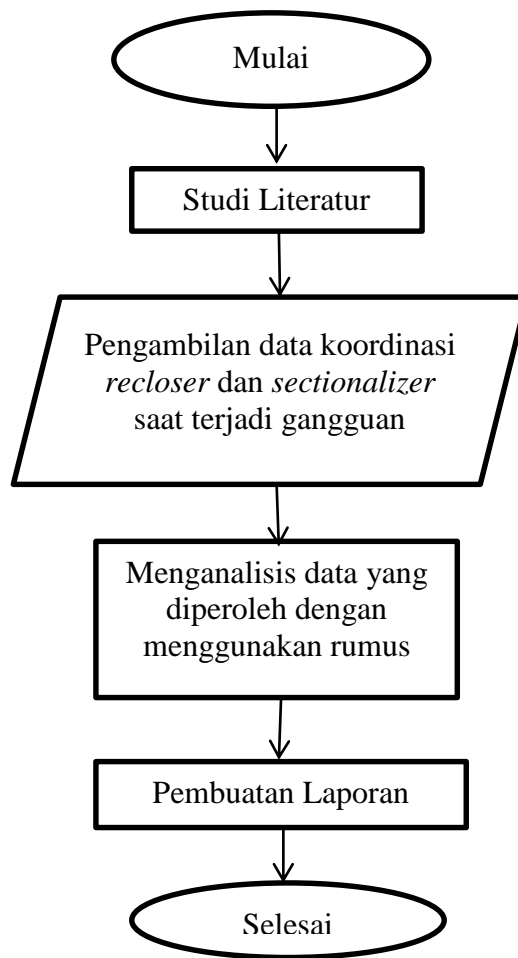 Mulai
Studi Literatur
Pengambilan data koordinasi
recloser dan sectionalizer
saat terjadi gangguan
Menganalisis data yang
diperoleh dengan
menggunakan rumus
Pembuatan Laporan
Selesai